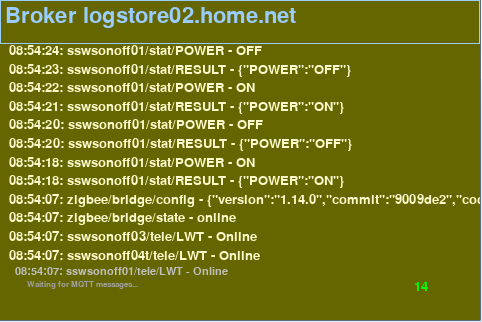 Broker logstore02.home.net
08:54:24: sswsonoff01/stat/POWER - OFF
08:54:23: sswsonoff01/stat/RESULT - {"POWER":"OFF"}
08:54:22: sswsonoff01/stat/POWER - ON
08:54:21: sswsonoff01/stat/RESULT - {"POWER":"ON"}
08:54:20: sswsonoff01/stat/POWER - OFF
08:54:20: sswsonoff01/stat/RESULT - {"POWER":"OFF"}
08:54:18: sswsonoff01/stat/POWER - ON
08:54:18: sswsonoff01/stat/RESULT - {"POWER":"ON"}
08:54:07: zigbee/bridge/config - {"version":"1.14.0","commit":"9009de2","coo
08:54:07: zigbee/bridge/state - online
08:54:07: sswsonoff03/tele/LWT - Online
08:54:07: sswsonoff04t/tele/LWT - Online
08:54:07: sswsonoff01/tele/LWT - Online
Waiting for MQTT messages...
14